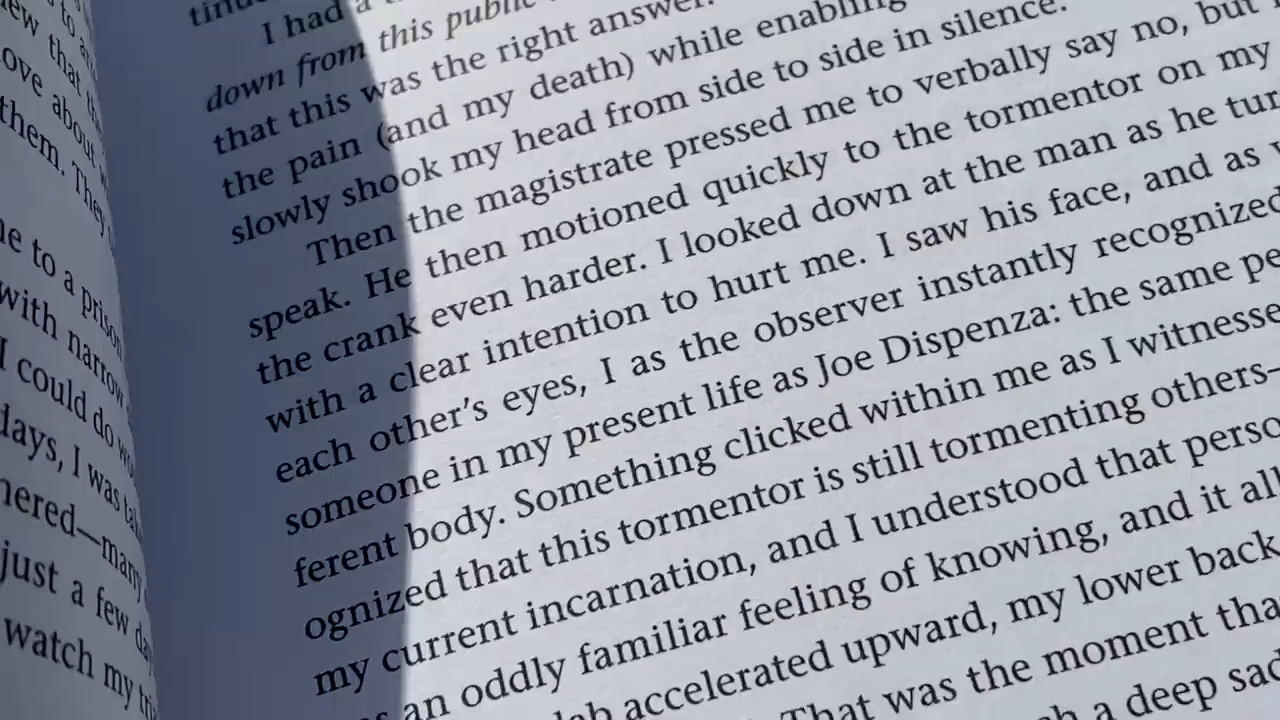 ew that
ove about
them. They
e to a prison
with narrow
I could do
days, I was
ered—many
just a few
watch my
I had a
down from this public
that this was the right answer.
the pain (and my death) while enabling
slowly shook my head from side to side in silence.
Then the magistrate pressed me to verbally say no, but
speak. He then motioned quickly to the tormentor on my
the crank even harder. I looked down at the man as he tur
with a clear intention to hurt me. I saw his face, and as
each other's eyes, I as the observer instantly recognized
someone in my present life as Joe Dispenza: the same pe
ferent body. Something clicked within me as I witnesse
ognized that this tormentor is still tormenting others—
my current incarnation, and I understood that perso
an oddly familiar feeling of knowing, and it all
accelerated upward, my lower back
That was the moment tha
a deep sad